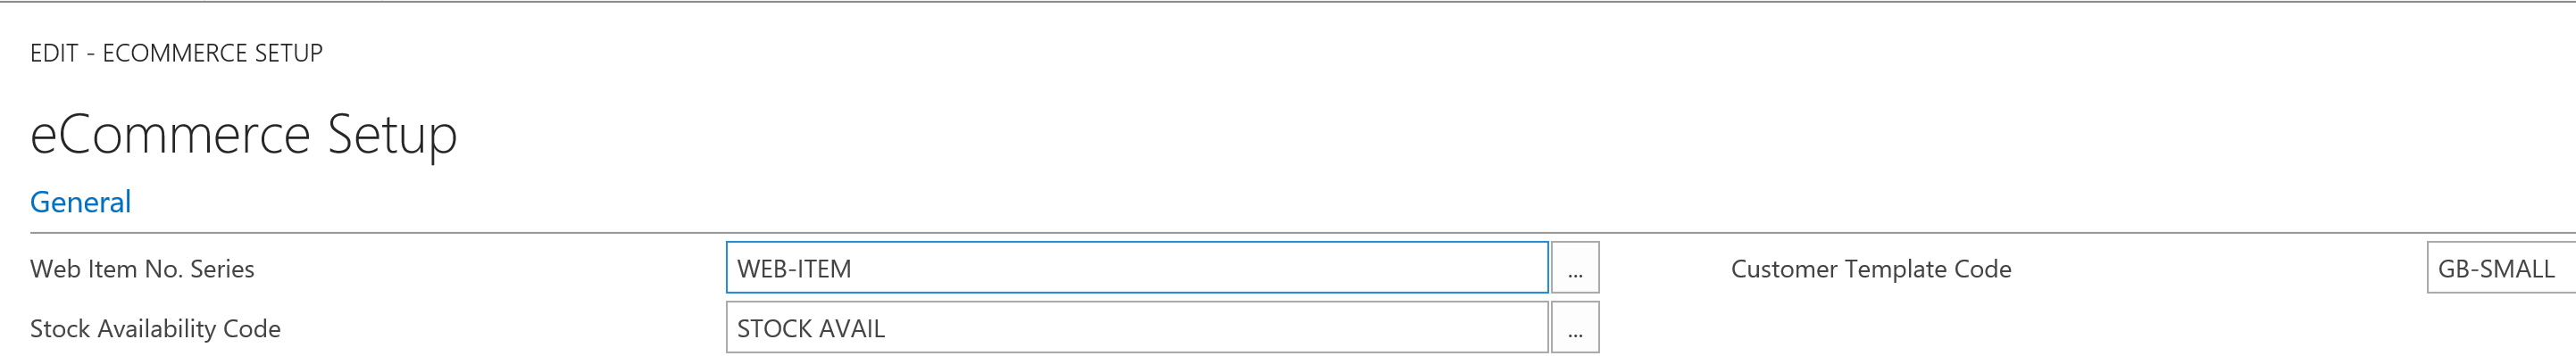 EDIT - ECOMMERCE SETUP
eCommerce Setup
General
Web Item No. Series WEB-ITEM ... Customer Template Code GB-SMALL
Stock Availability Code STOCK AVAIL ...